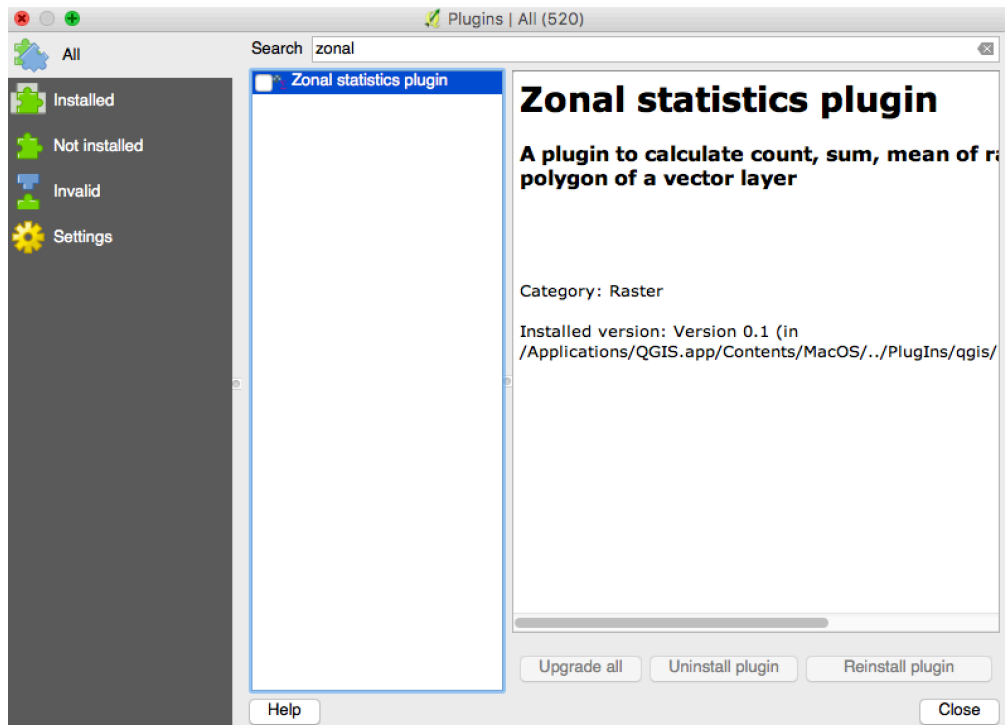 Plugins | All (520)
All
Installed
Not installed
Invalid
Settings
Search zonal
Zonal statistics plugin
Zonal statistics plugin
A plugin to calculate count, sum, mean of
polygon of a vector layer
Category: Raster
Installed version: Version 0.1 (in
/Applications/QGIS.app/Contents/MacOS/../PlugIns/qgis/
Upgrade all
Uninstall plugin
Reinstall plugin
Help
Close